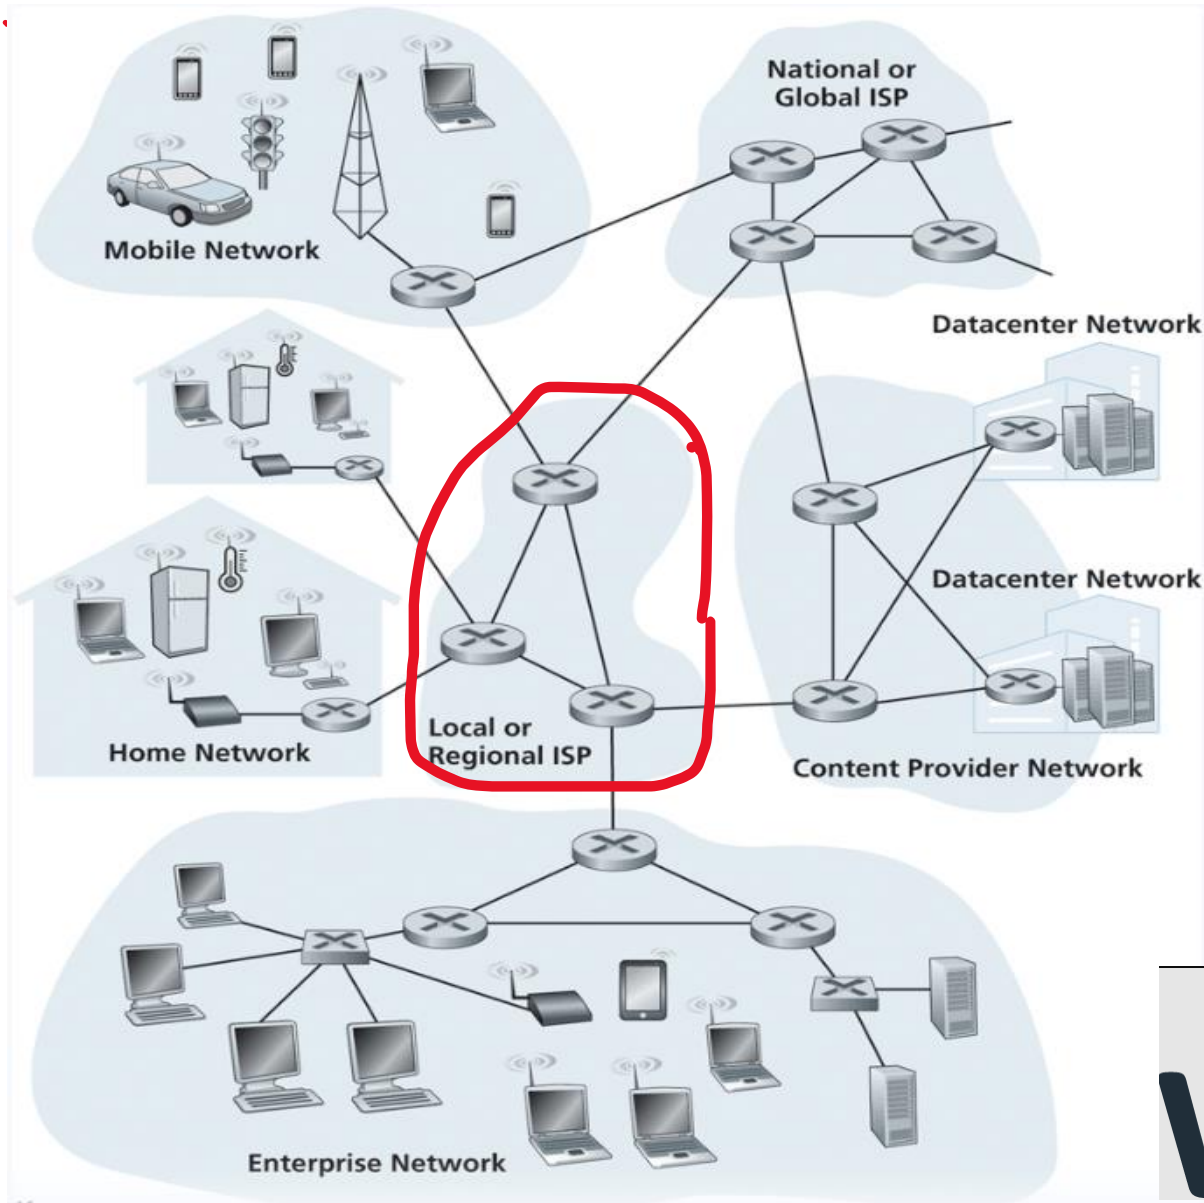 National or
Global ISP
Mobile Network
Datacenter Network
Datacenter Network
Home Network
Local or
Regional ISP
Content Provider Network
Enterprise Network